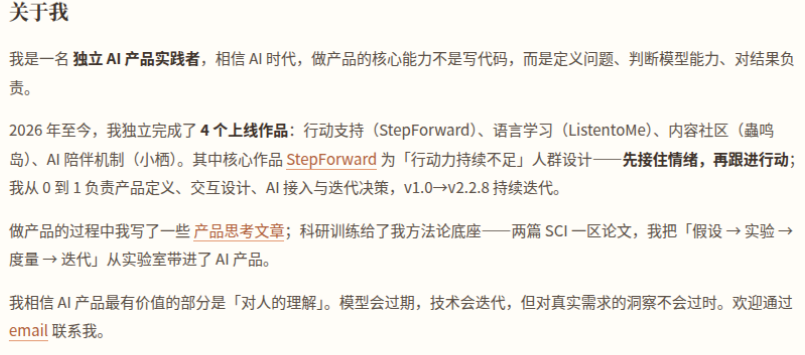 关于我
我是一名 独立 AI 产品实践者，相信 AI 时代，做产品的核心能力不是写代码，而是定义问题、判断模型能力、对结果负
责。
2026 年至今，我独立完成了 4 个上线作品：行动支持（StepForward）、语言学习（ListentoMe）、内容社区（蟲鸣
岛）、AI 陪伴机制（小栖）。其中核心作品 StepForward 为「行动力持续不足」人群设计——先接住情绪，再跟进行动；
我从 0 到 1 负责产品定义、交互设计、AI 接入与迭代决策，v1.0→v2.2.8 持续迭代。
做产品的过程中我写了一些 产品思考文章；科研训练给了我方法论底座——两篇 SCI 一区论文，我把「假设 → 实验 →
度量 → 迭代」从实验室带进了 AI 产品。
我相信 AI 产品最有价值的部分是「对人的理解」。模型会过期，技术会迭代，但对真实需求的洞察不会过时。欢迎通过
email 联系我。